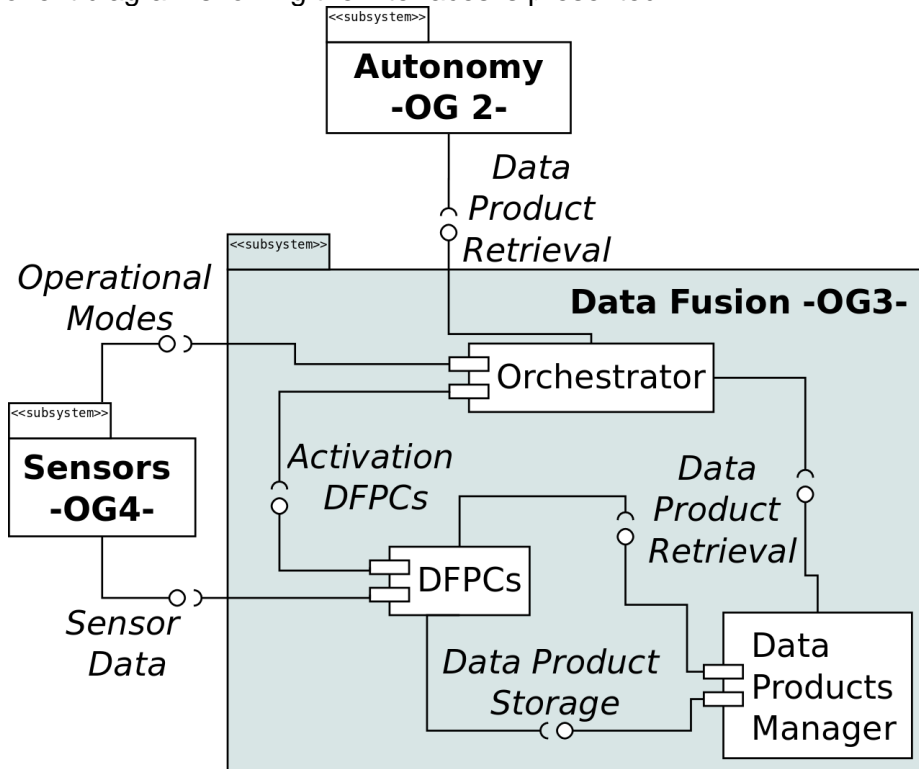 <<subsystem>>
Autonomy
-OG 2-
Data
Product
Retrieval
<<subsystem>>
Data Fusion -OG3-
Operational
Modes
Orchestrator
<<subsystem>>
Sensors
-OG4-
Activation
DFPCs
Data
Product
Retrieval
DFPCs
Sensor
Data
Data Product
Storage
Data
Products
Manager